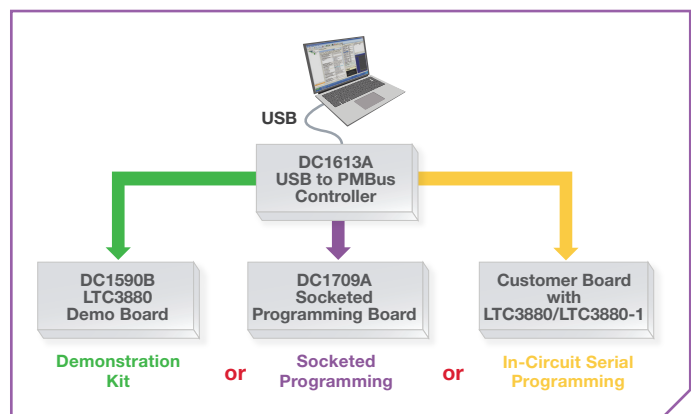 USB
DC1613A
USB to PMBus
Controller
DC1590B
LTC3880
Demo Board
DC1709A
Socketed
Programming Board
Customer Board
with
LTC3880/LTC3880-1
Demonstration
Kit
or
Socketed
Programming
or
In-Circuit Serial
Programming